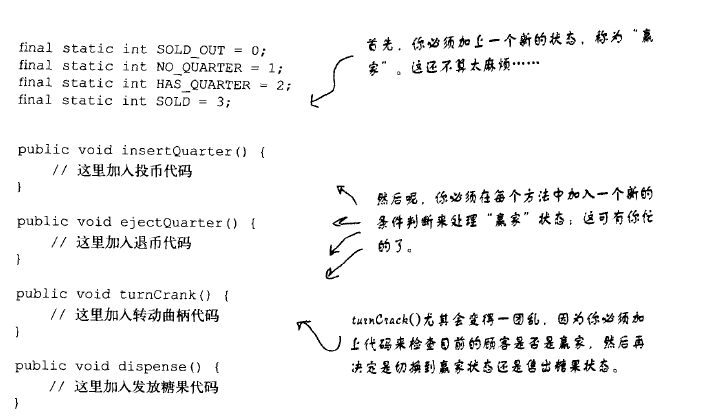 final static int SOLD_OUT = 0;
final static int NO_QUARTER = 1;
final static int HAS_QUARTER = 2;
final static int SOLD = 3;
首先，你必须加上一个新的状态，称为“赢
家”。这还不算太麻烦……
public void insertQuarter() {
// 这里加入投币代码
}
public void ejectQuarter() {
// 这里加入退币代码
}
public void turnCrank() {
// 这里加入转动曲柄代码
}
public void dispense() {
// 这里加入发放糖果代码
}
然后呢，你必须在每个方法中加入一个新的
条件判断来处理“赢家”状态；这可有你忙
的了。
turnCrack()尤其会变得一团乱，因为你必须加
上代码来检查目前的顾客是否是赢家，然后再
决定是切换到赢家状态还是售出糖果状态。